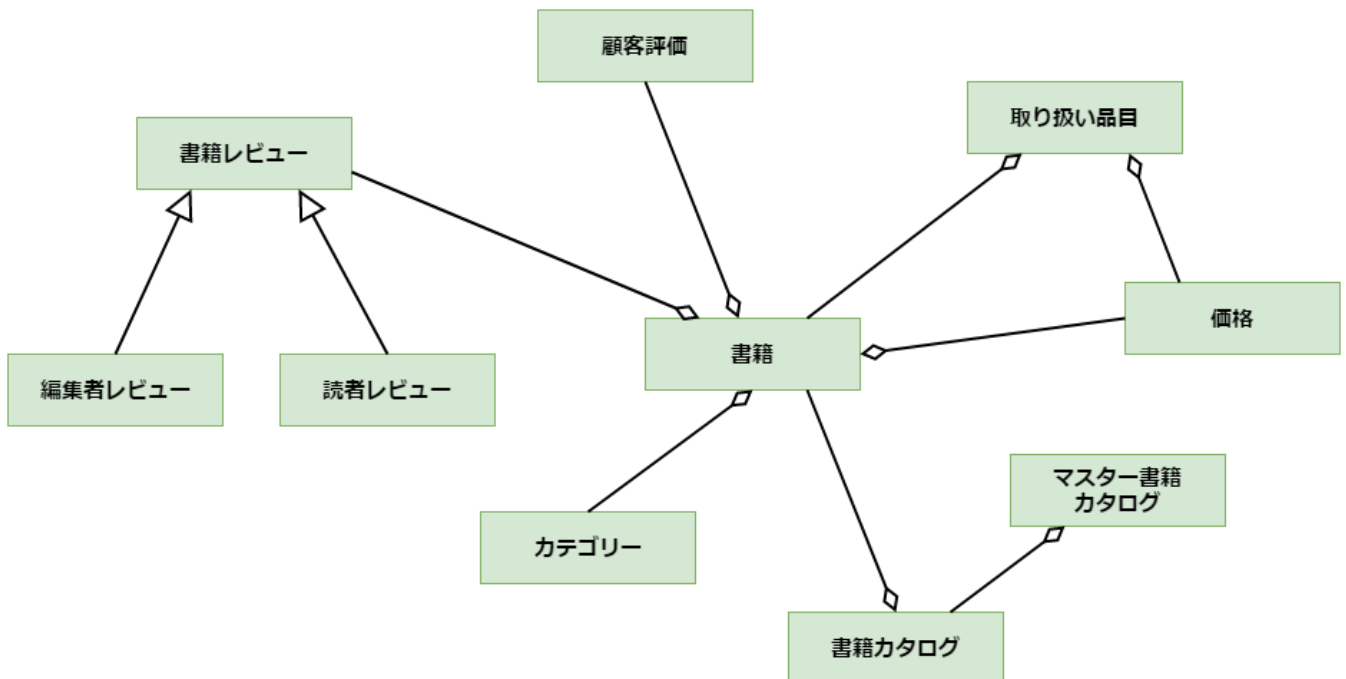 顧客評価
取り扱い品目
書籍レビュー
価格
書籍
編集者レビュー
読者レビュー
マスター書籍
カタログ
カテゴリー
書籍カタログ